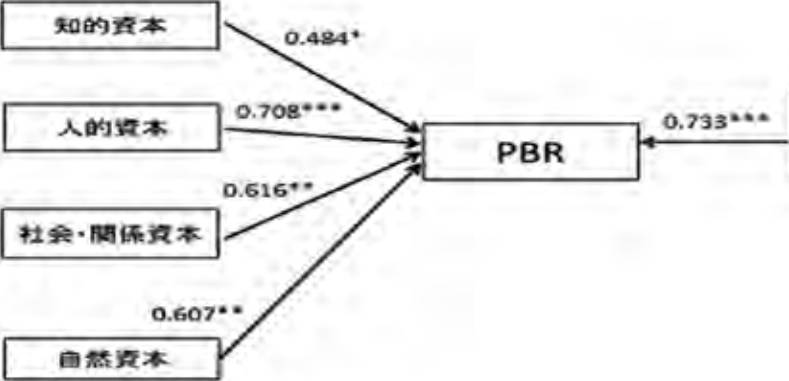 知的資本
0.484*
人的資本
0.708***
PBR
0.733***
社会・関係資本
0.616**
自然資本
0.607**